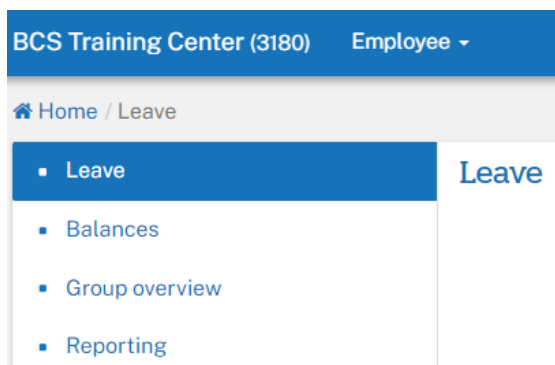 BCS Training Center (3180) Employee
Home / Leave
Leave
Leave
Balances
Group overview
Reporting